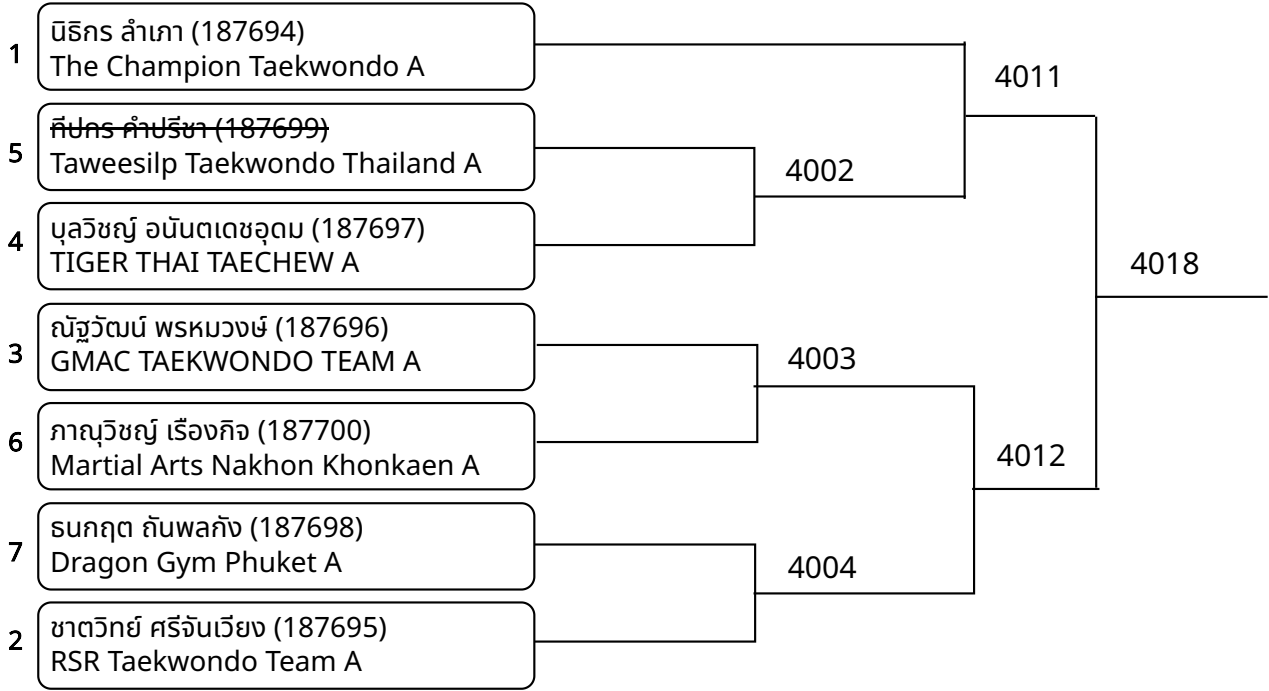 1
นิธิกร ลำเภา (187694)
The Champion Taekwondo A
5
ทีปกร คำปรีชา (187699)
Taweesilp Taekwondo Thailand A
4
บุลวิชญ์ อนันตเดชอุดม (187697)
TIGER THAI TAECHEW A
3
ณัฐวัฒน์ พรหมวงษ์ (187696)
GMAC TAEKWONDO TEAM A
6
ภาณุวิชญ์ เรืองกิจ (187700)
Martial Arts Nakhon Khonkaen A
7
ธนกฤต ถันพลกัง (187698)
Dragon Gym Phuket A
2
ชาตวิทย์ ศรีจันเวียง (187695)
RSR Taekwondo Team A
4002
4003
4004
4011
4012
4018